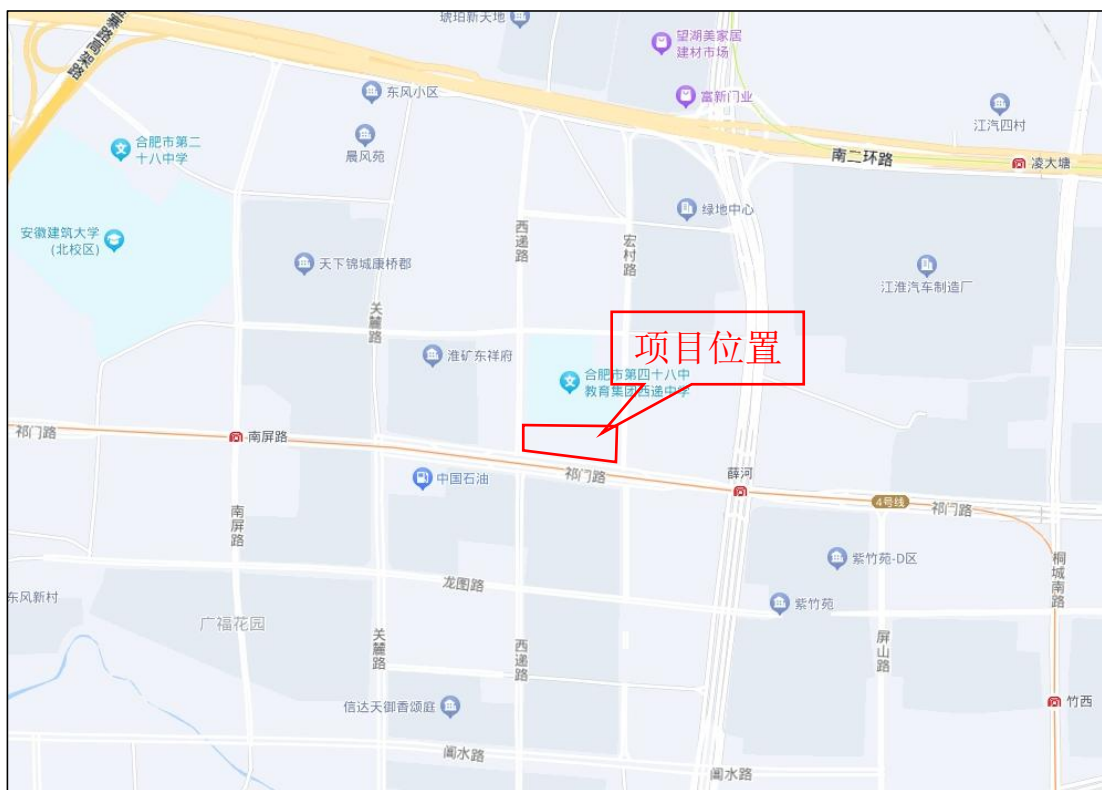 琥珀新天地
望湖美家居
建材市场
富新门业
东风小区
江汽四村
晨风苑
合肥市第二
十八中学
南二环路
凌大塘
绿地中心
安徽建筑大学
(北校区)
西递路
宏村路
天下锦城康桥郡
江淮汽车制造厂
关麓路
项目位置
淮矿东祥府
合肥市第四十八中
教育集团西递中学
祁门路
南屏路
中国石油
祁门路
薛河
4号线
祁门路
南屏路
紫竹苑-D区
桐城南路
龙图路
东风新村
紫竹苑
广福花园
关麓路
西递路
屏山路
信达天御香颂庭
竹西
阊水路
阊水路